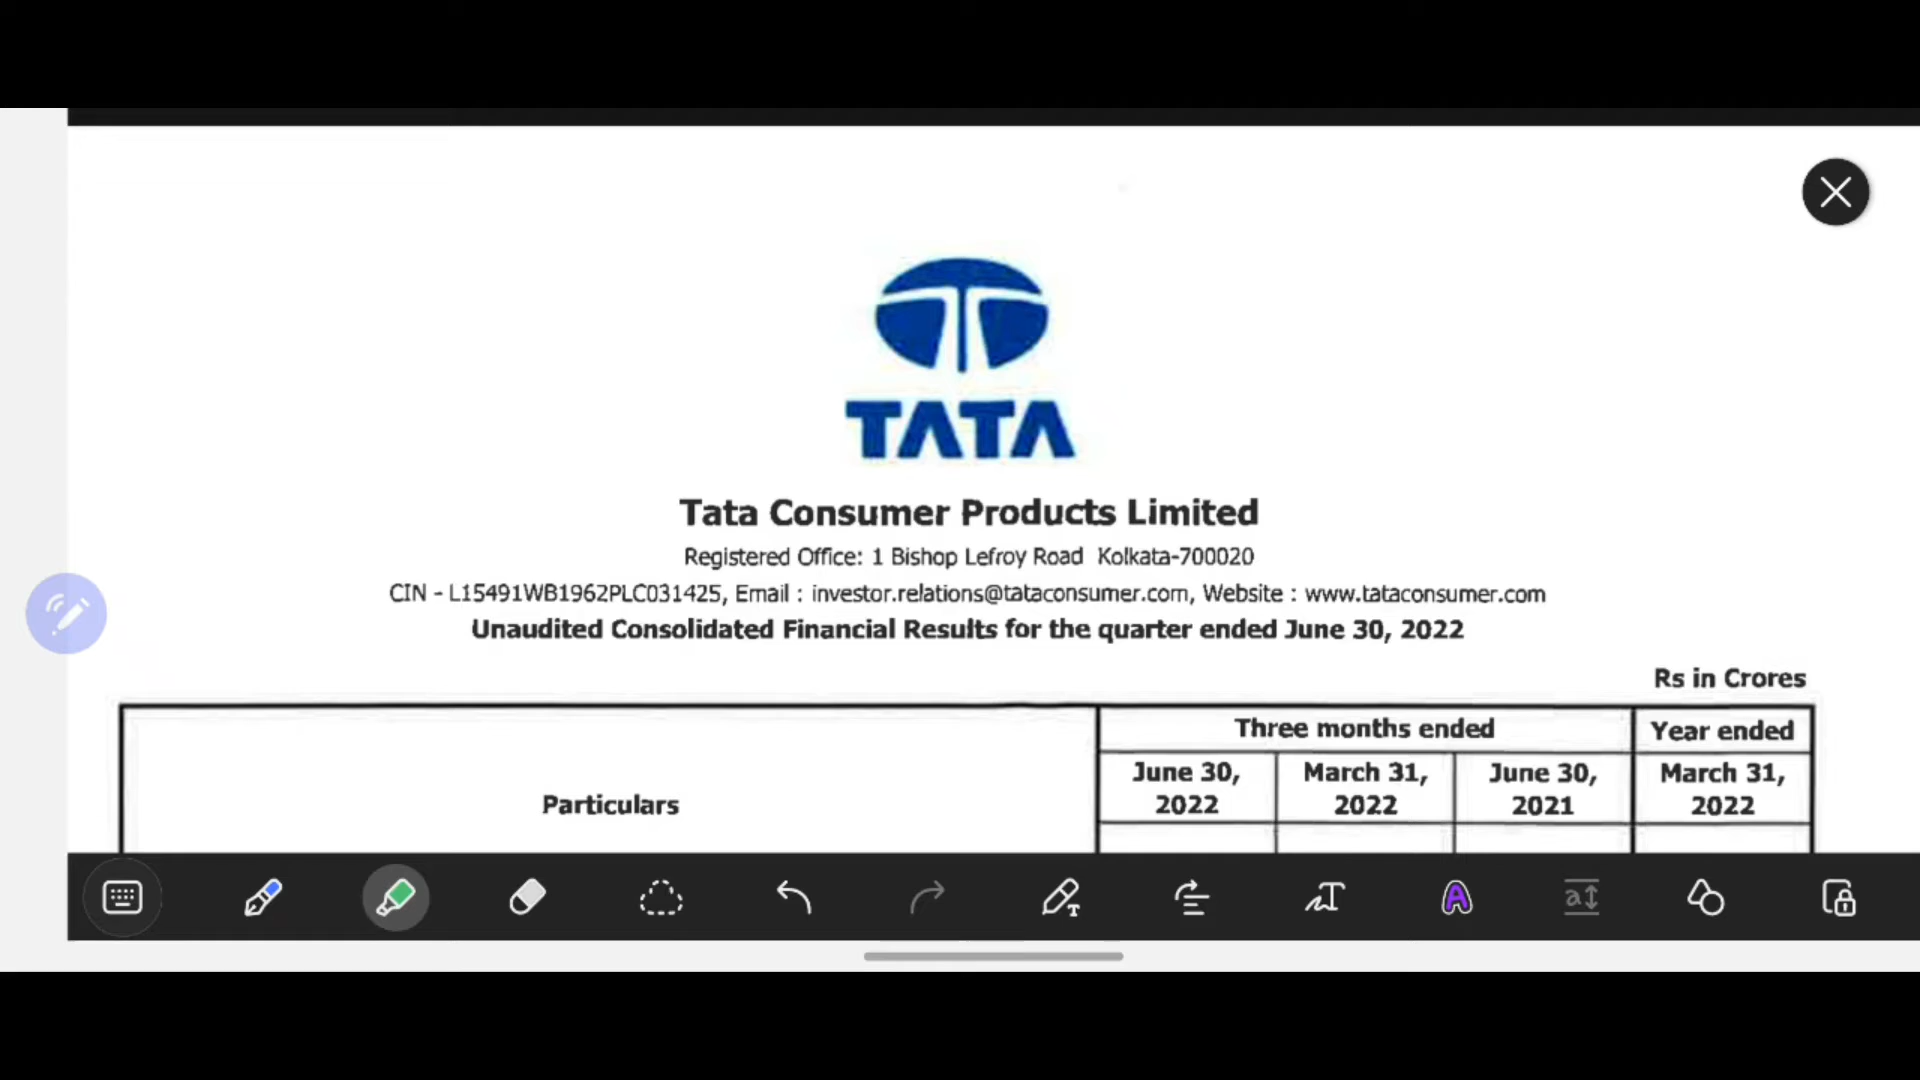 TATA
Tata Consumer Products Limited
Registered Office: 1 Bishop Lefroy Road Kolkata-700020
CIN - L15491WB1962PLC031425, Email : investor.relations@tataconsumer.com, Website : www.tataconsumer.com
Unaudited Consolidated Financial Results for the quarter ended June 30, 2022
Rs in Crores
Particulars
Three months ended
Year ended
June 30, 2022
March 31, 2022
June 30, 2021
March 31, 2022